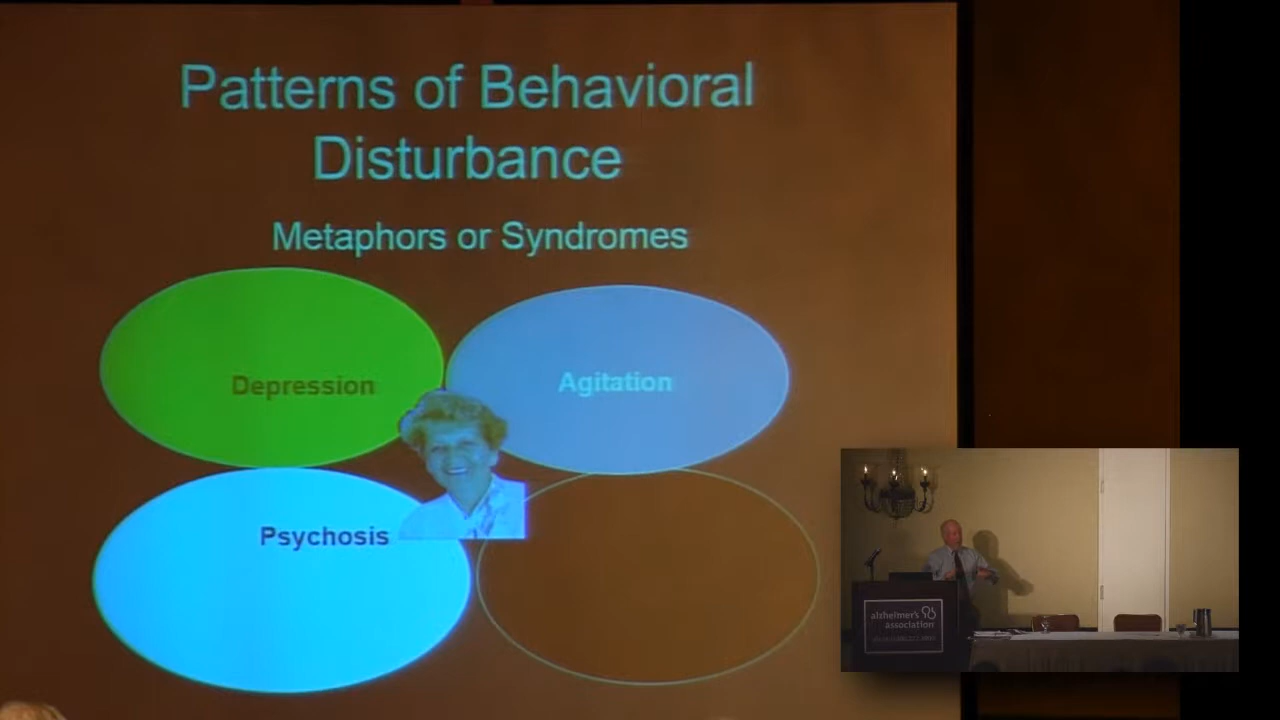 Patterns of Behavioral
Disturbance
Metaphors or Syndromes
Depression
Agitation
Psychosis
alzheimer's
association